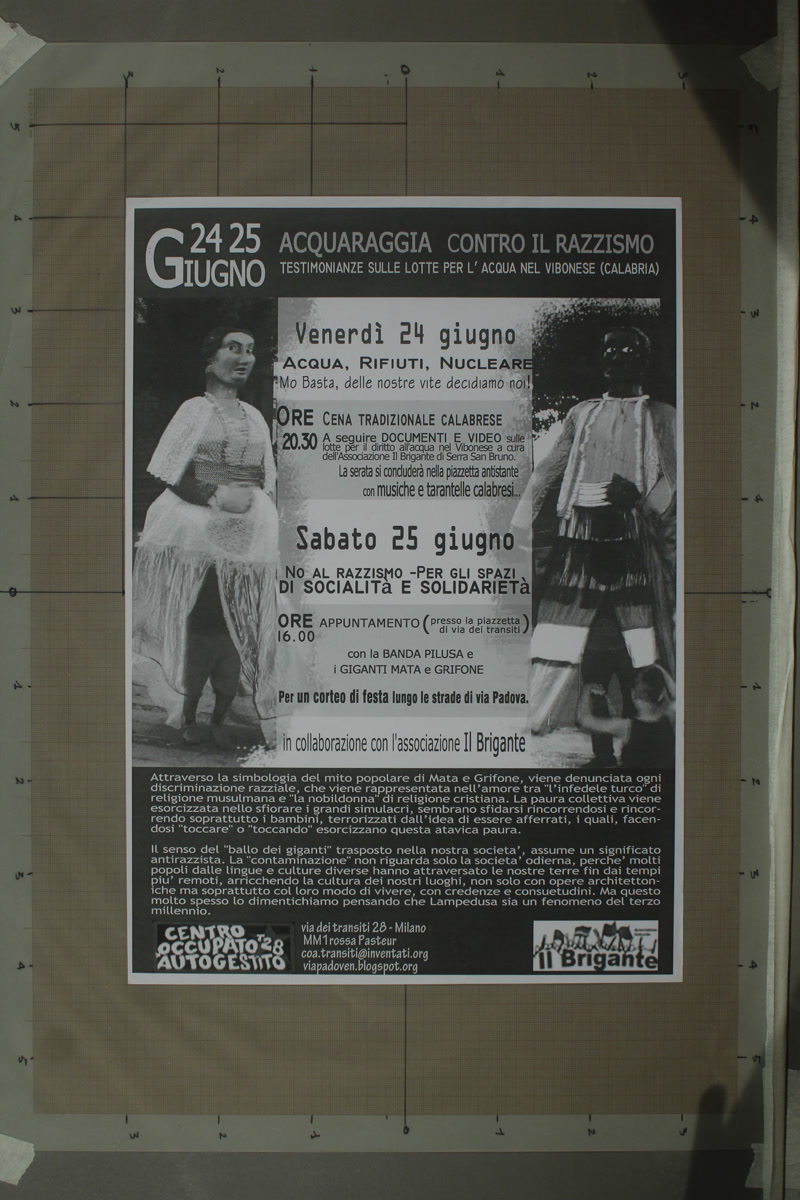 24 25
GIUGNO
ACQUARAGGIA CONTRO IL RAZZISMO
TESTIMONIANZE SULLE LOTTE PER L' ACQUA NEL VIBONESE (CALABRIA)
Venerdì 24 giugno
ACQUA, RIFIUTI, NUCLEARE
Mo Basta, delle nostre vite decidiamo noi!
ORE 20.30
CENA TRADIZIONALE CALABRESE
A seguire DOCUMENTI E VIDEO sulle
lotte per il diritto all'acqua nel Vibonese a cura
dell'Associazione Il Brigante di Serra San Bruno.
La serata si concluderà nella piazzetta antistante
con musiche e tarantelle calabresi...
Sabato 25 giugno
NO AL RAZZISMO -PER GLI SPAZI
DI SOCIALITà E SOLIDARIETà
ORE 16.00
APPUNTAMENTO (presso la piazzetta
di via dei transiti)
con la BANDA PILUSA e
i GIGANTI MATA e GRIFONE
Per un corteo di festa lungo le strade di via Padova.
in collaborazione con l'associazione Il Brigante
Attraverso la simbologia del mito popolare di Mata e Grifone, viene denunciata ogni
discriminazione razziale, che viene rappresentata nell'amore tra "l'infedele turco" di
religione musulmana e "la nobildonna" di religione cristiana. La paura collettiva viene
esorcizzata nello sfiorare i grandi simulacri, sembrano sfidarsi rincorrendosi e rincor-
rendo soprattutto i bambini, terrorizzati dall'idea di essere afferrati, i quali, facen-
dosi "toccare" o "toccando" esorcizzano questa atavica paura.
Il senso del "ballo dei giganti" trasposto nella nostra societa', assume un significato
antirazzista. La "contaminazione" non riguarda solo la societa' odierna, perche' molti
popoli dalle lingue e culture diverse hanno attraversato le nostre terre fin dai tempi
piu' remoti, arricchendo la cultura dei nostri luoghi, non solo con opere architetton-
iche ma soprattutto col loro modo di vivere, con credenze e consuetudini. Ma questo
molto spesso lo dimentichiamo pensando che Lampedusa sia un fenomeno del terzo
millennio.
CENTRO
OCCUPATO T28
AUTOGESTITO
via dei transiti 28 - Milano
MM1 rossa Pasteur
coa.transiti@inventati.org
viapadoven.blogspot.org
Il Brigante